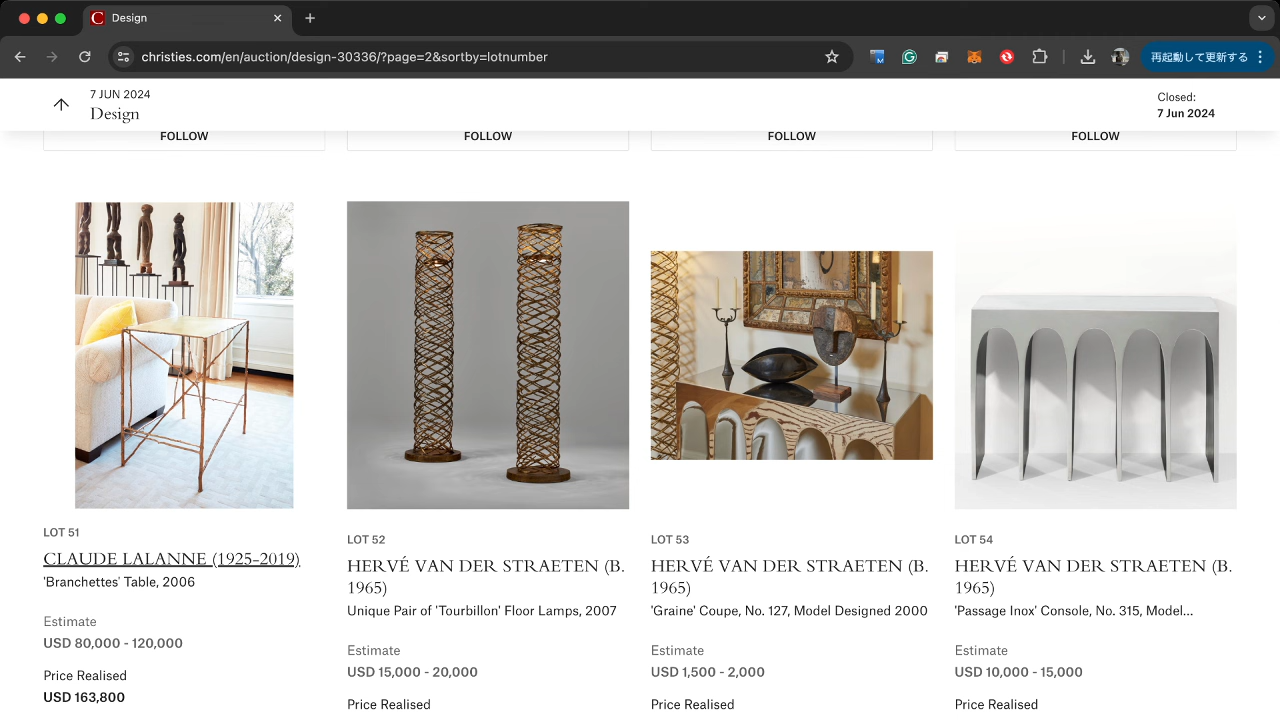 Design
christies.com/en/auction/design-30336/?page=2&sortby=lotnumber
再起動して更新する
7 JUN 2024
Design
Closed:
7 Jun 2024
FOLLOW
FOLLOW
FOLLOW
FOLLOW
LOT 51
CLAUDE LALANNE (1925-2019)
'Branchettes' Table, 2006
Estimate
USD 80,000 - 120,000
Price Realised
USD 163,800
LOT 52
HERVÉ VAN DER STRAETEN (B.
1965)
Unique Pair of 'Tourbillon' Floor Lamps, 2007
Estimate
USD 15,000 - 20,000
Price Realised
LOT 53
HERVÉ VAN DER STRAETEN (B.
1965)
'Graine' Coupe, No. 127, Model Designed 2000
Estimate
USD 1,500 - 2,000
Price Realised
LOT 54
HERVÉ VAN DER STRAETEN (B.
1965)
'Passage Inox' Console, No. 315, Model...
Estimate
USD 10,000 - 15,000
Price Realised